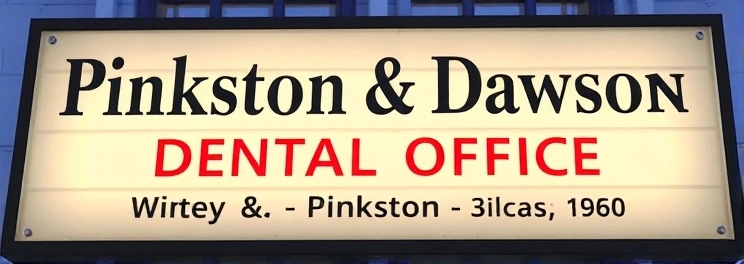 Pinkston & Dawson
DENTAL OFFICE
Wirtey &. - Pinkston - 3ilcas, 1960